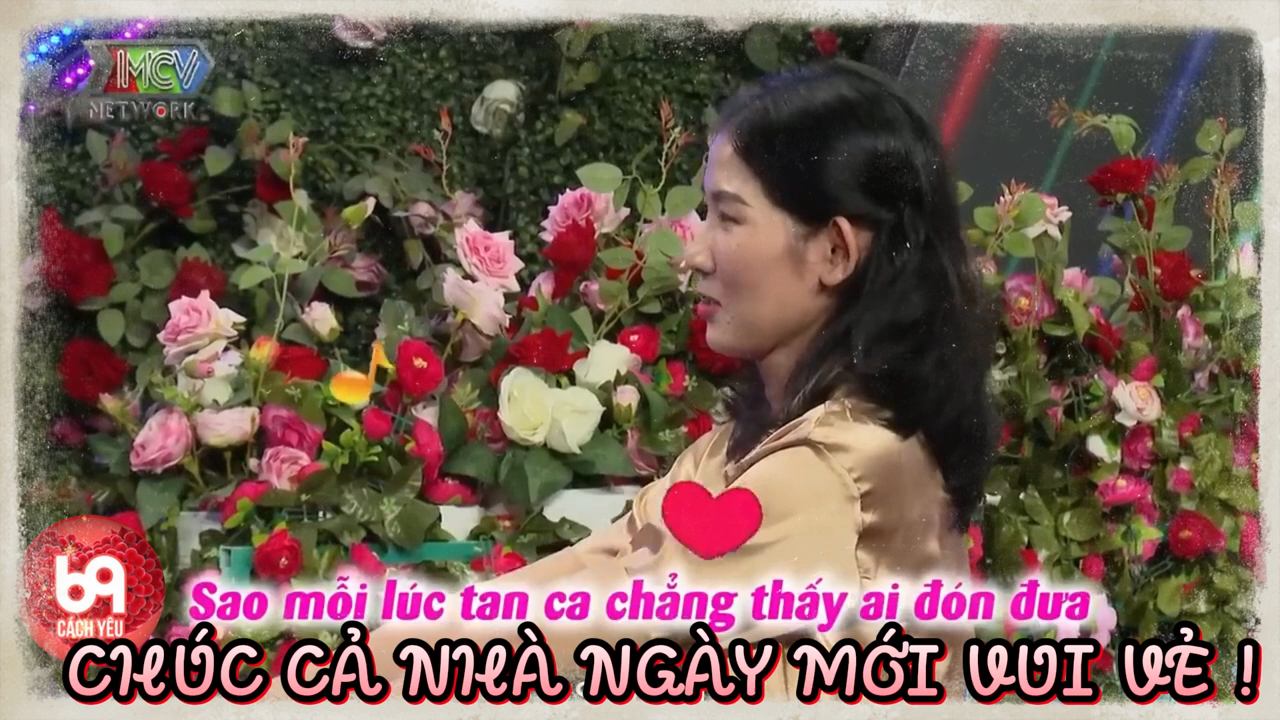 MCV
NETWORK
69
CÁCH YÊU
Sao mỗi lúc tan ca chẳng thấy ai đón đưa
CHÚC CẢ NHÀ NGÀY MỚI VUI VẺ !